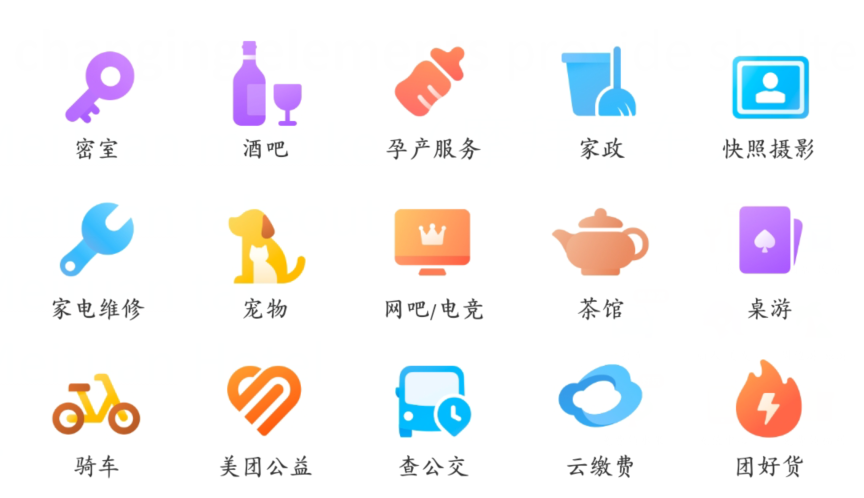 密室
酒吧
孕产服务
家政
快照摄影
家电维修
宠物
网吧/电竞
茶馆
桌游
骑车
美团公益
查公交
云缴费
团好货